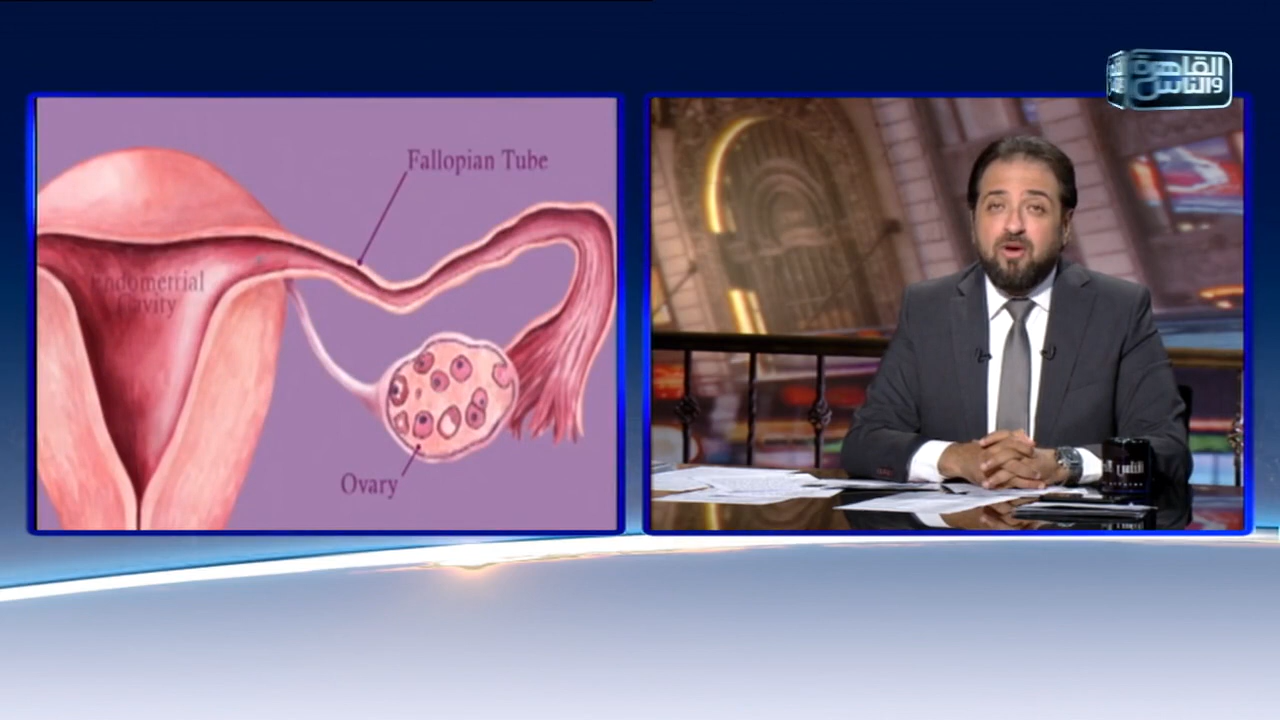 القاهرة
والناس
Fallopian Tube
Endometrial
Cavity
Ovary